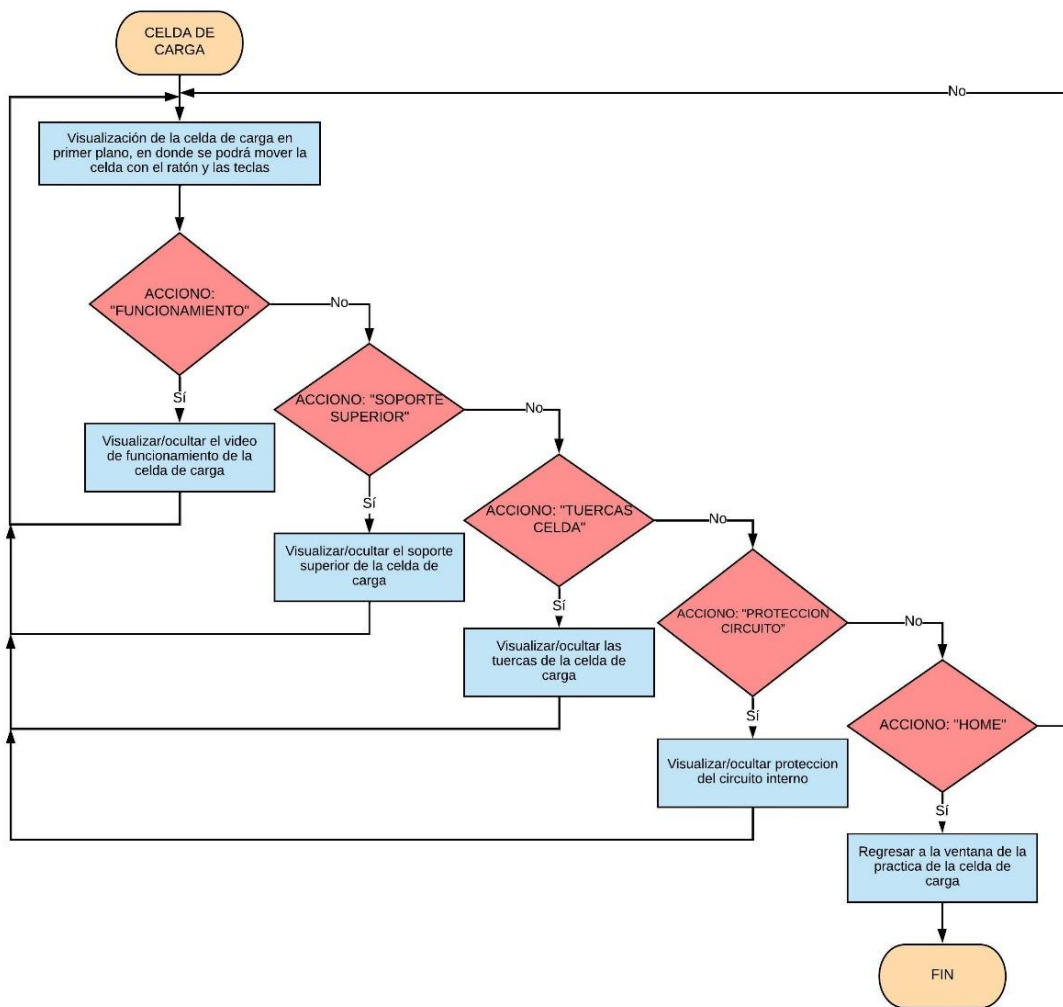 CELDA DE
CARGA
No
Visualización de la celda de carga en
primer plano, en donde se podrá mover la
celda con el ratón y las teclas
ACCIONO:
"FUNCIONAMIENTO"
No
Sí
Visualizar/ocultar el video
de funcionamiento de la
celda de carga
ACCIONO: "SOPORTE
SUPERIOR"
No
Sí
Visualizar/ocultar el soporte
superior de la celda de
carga
ACCIONO: "TUERCAS
CELDA"
No
Sí
Visualizar/ocultar las
tuercas de la celda de
carga
ACCIONO: "PROTECCION
CIRCUITO"
No
Sí
Visualizar/ocultar proteccion
del circuito interno
ACCIONO: "HOME"
Sí
Regresar a la ventana de la
practica de la celda de
carga
FIN